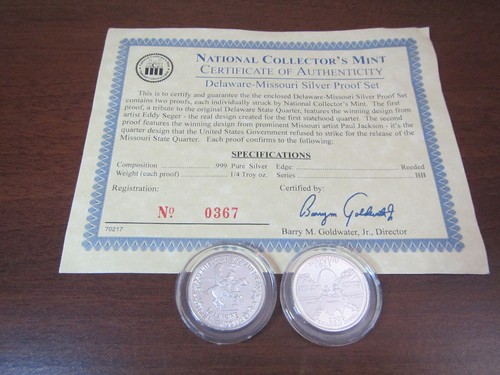 NATIONAL COLLECTOR'S MINT
CERTIFICATE OF AUTHENTICITY
Delaware-Missouri Silver Proof Set
This is to certify and guarantee that the enclosed Delaware-Missouri Silver Proof Set
contains two proofs, each individually struck by National Collector's Mint. The first
proof, a tribute to the original Delaware State Quarter, features the winning design from
artist Eddy Seger - the real design created for the first statehood quarter. The second
proof features the winning design from prominent Missouri artist Paul Jackson - it's the
quarter design that the United States Government refused to strike for the release of the
Missouri State Quarter. Each proof confirms to the following:
SPECIFICATIONS
Composition .999 Pure Silver Edge Reeded
Weight (each proof) 1/4 Troy oz. Series BB
Registration: Certified by:
No 0367 Barry M Goldwater Jr
Barry M. Goldwater, Jr., Director
70217